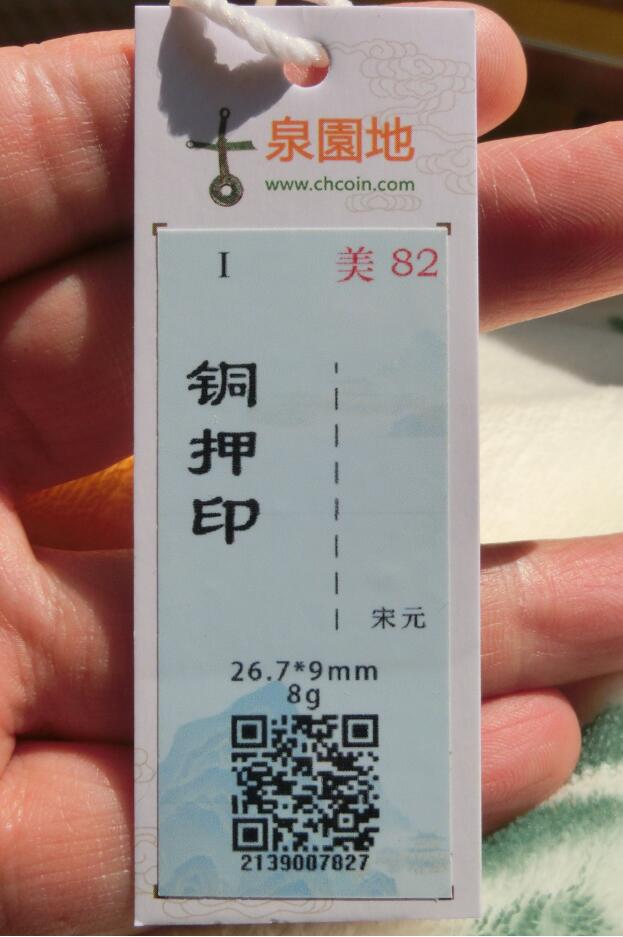 泉園地
www.chcoin.com
I 美 82
铜押印
宋元
26.7*9mm
8g
2139007827